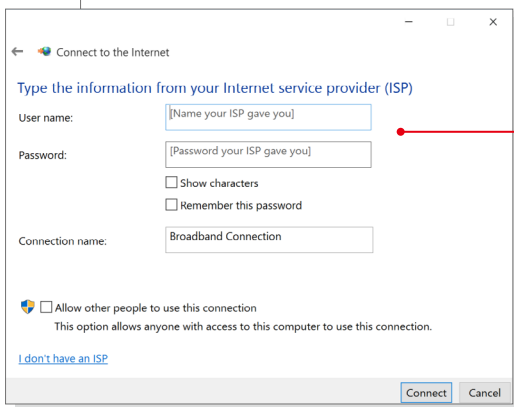 Connect to the Internet
Type the information from your Internet service provider (ISP)
User name:
[Name your ISP gave you]
Password:
[Password your ISP gave you]
Show characters
Remember this password
Connection name:
Broadband Connection
Allow other people to use this connection
This option allows anyone with access to this computer to use this connection.
I don't have an ISP
Connect
Cancel